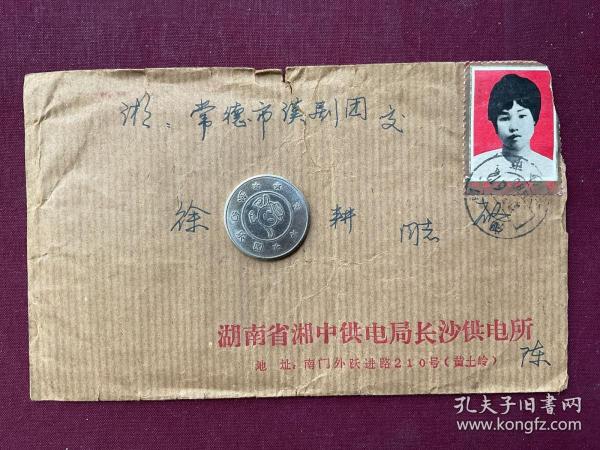 湘：常德市汉剧团交
徐 耕 同志
湖南省湘中供电局长沙供电所
地 址：南门外跃进路210号(黄土岭)
陈
孔夫子旧书网
www.kongfz.com